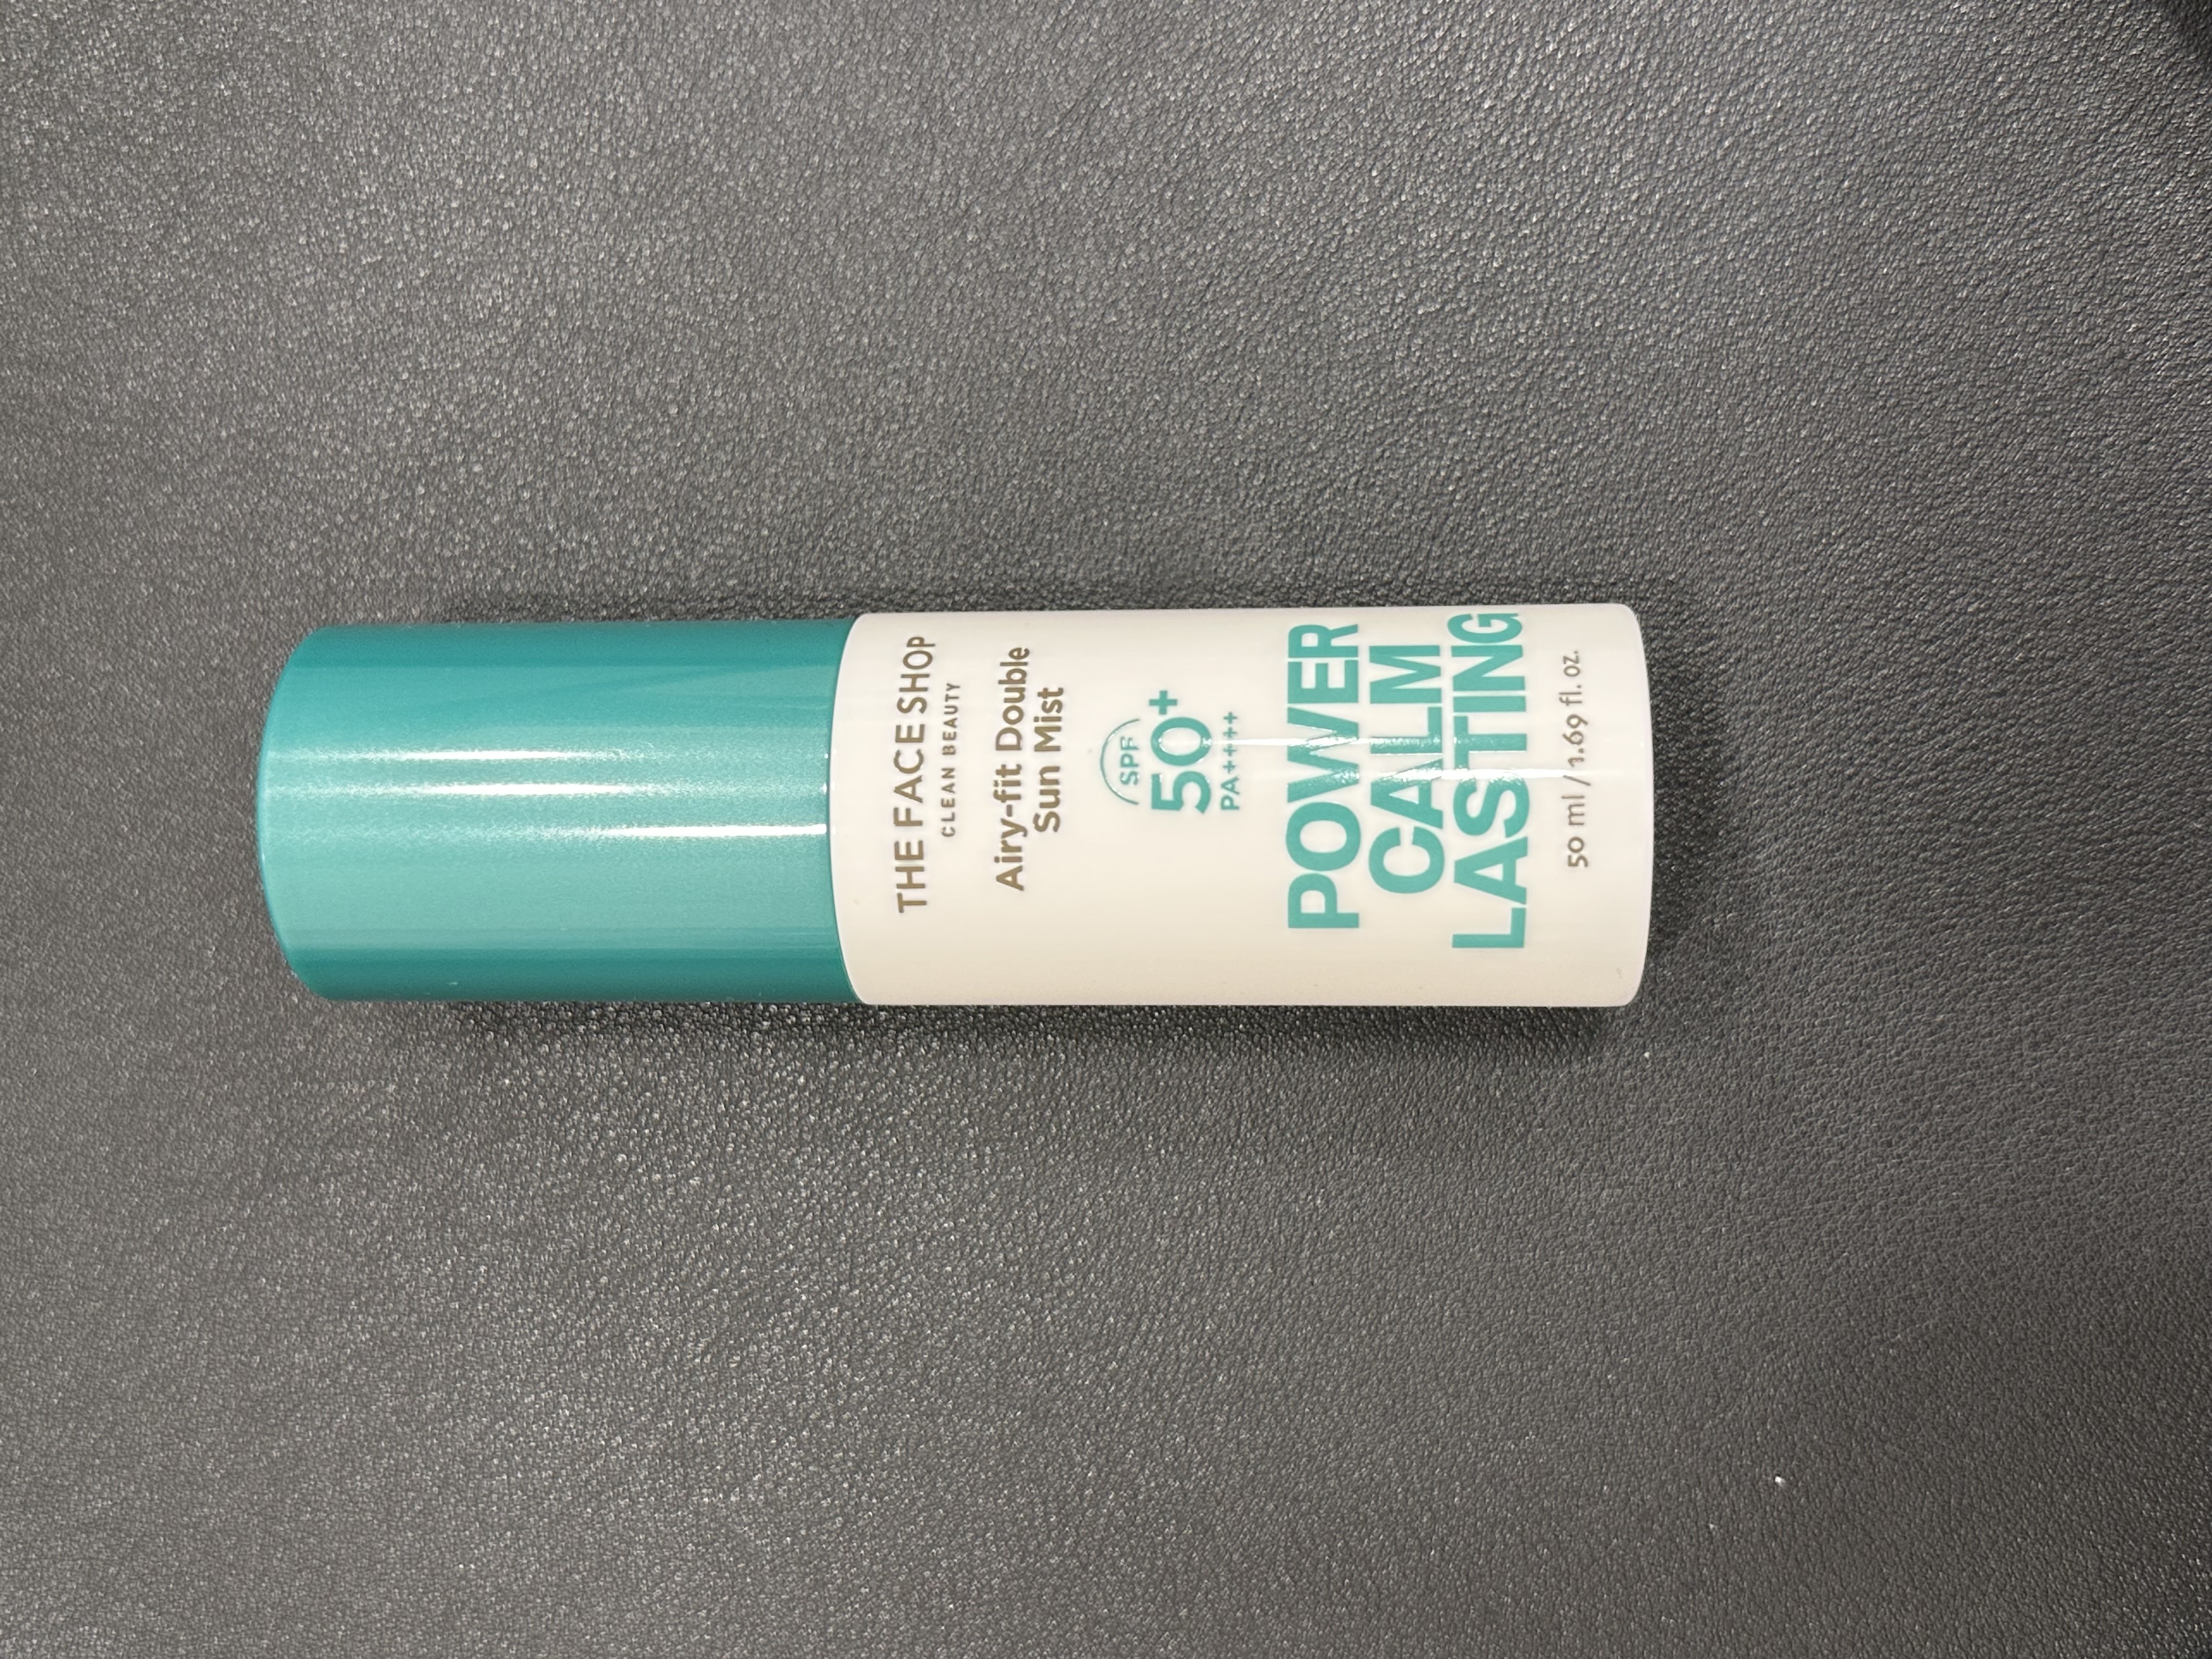 THE FACE SHOP
CLEAN BEAUTY
Airy-fit Double
Sun Mist
SPF
50+
PA++++
POWER
CALM
LASTING
50 ml / 1.69 fl. oz.